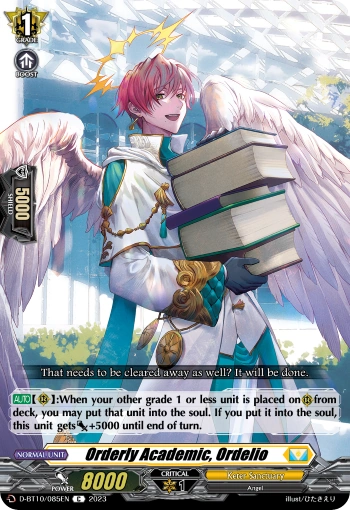 1
GRADE
BOOST
5000
SHIELD
That needs to be cleared away as well? It will be done.
AUTO [R]:When your other grade 1 or less unit is placed on R from
deck, you may put that unit into the soul. If you put it into the soul,
this unit gets +5000 until end of turn.
NORMAL UNIT
Orderly Academic, Ordelio
POWER 8000
CRITICAL
1
Keter Sanctuary
Angel
D-BT10/085EN C 2023
illust/ひたきえり